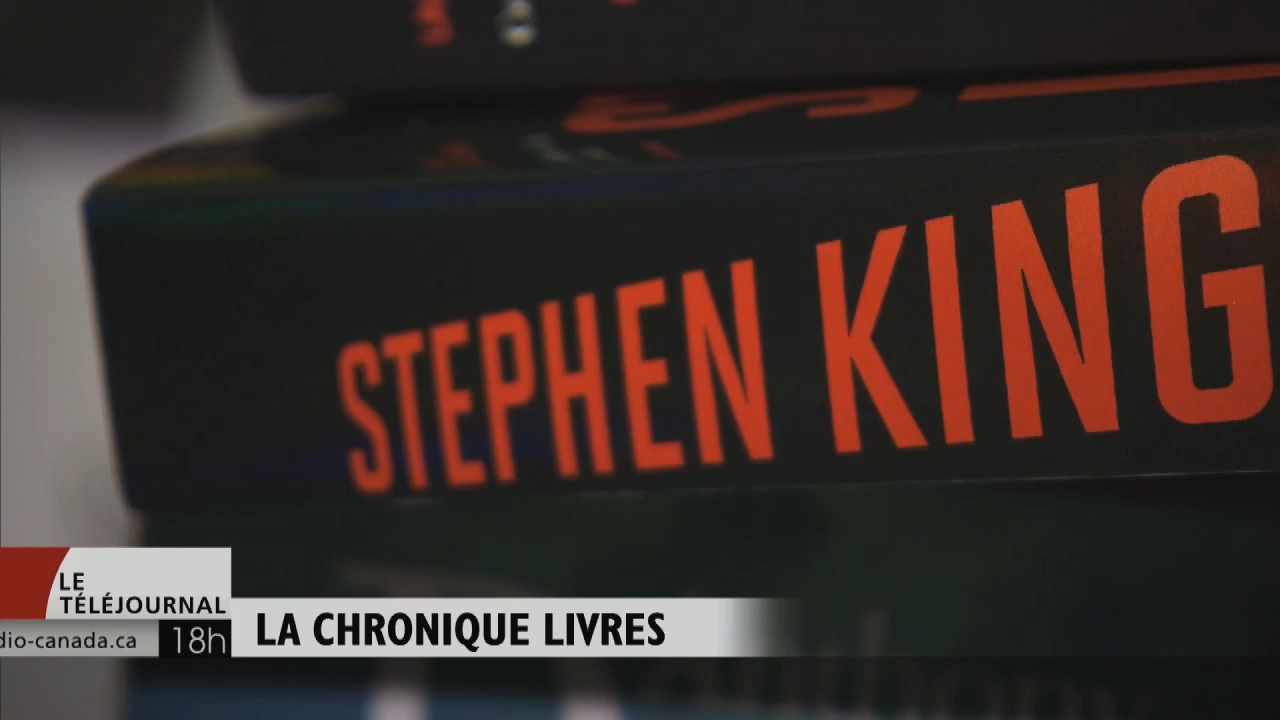 STEPHEN KING
LE
TÉLÉJOURNAL
dio-canada.ca
18h
LA CHRONIQUE LIVRES